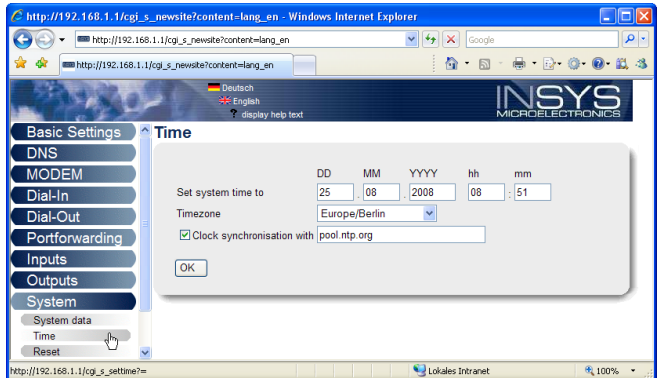 http://192.168.1.1/cgi_s_newsite?content=lang_en - Windows Internet Explorer
http://192.168.1.1/cgi_s_newsite?content=lang_en
Google
http://192.168.1.1/cgi_s_newsite?content=lang_en
Deutsch
English
? display help text
INSYS
MICROELECTRONICS
Basic Settings
DNS
MODEM
Dial-In
Dial-Out
Portforwarding
Inputs
Outputs
System
System data
Time
Reset
Time
DD MM YYYY hh mm
Set system time to 25 . 08 . 2008 08 : 51
Timezone Europe/Berlin
Clock synchronisation with pool.ntp.org
OK
http://192.168.1.1/cgi_s_settime?= Lokales Intranet 100%